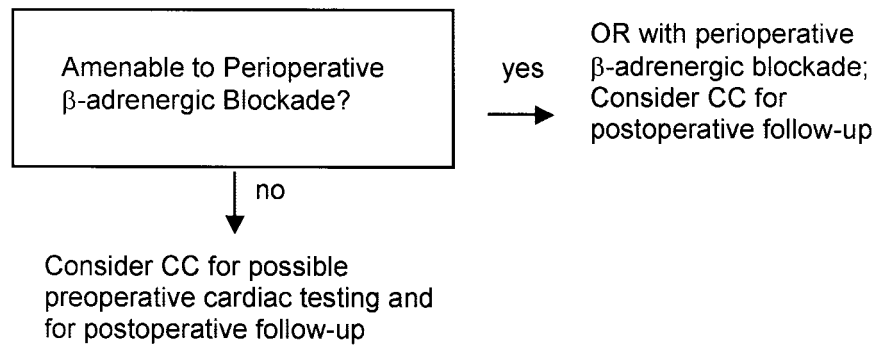 Amenable to Perioperative
β-adrenergic Blockade?
yes
OR with perioperative
β-adrenergic blockade;
Consider CC for
postoperative follow-up
no
Consider CC for possible
preoperative cardiac testing and
for postoperative follow-up